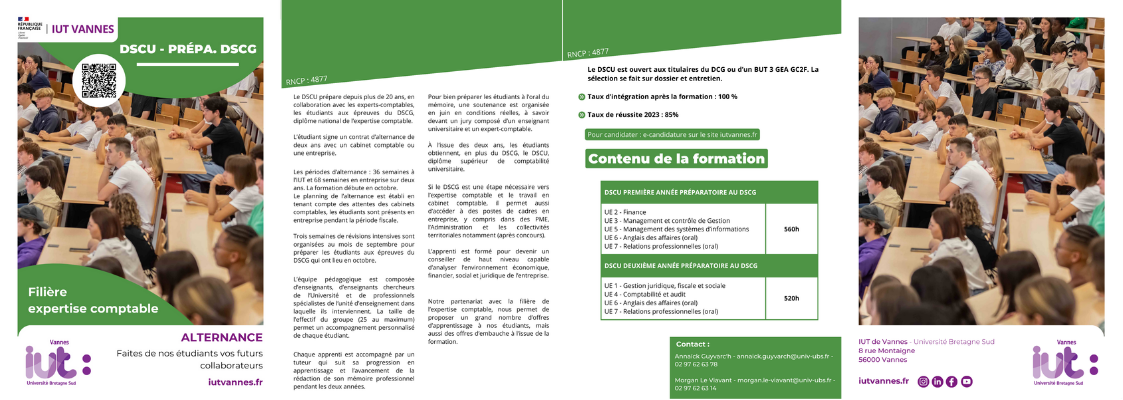 RÉPUBLIQUE
FRANÇAISE
IUT VANNES
DSCU - PRÉPA. DSCG
Filière
expertise comptable
Vannes
iut:
Université Bretagne Sud
ALTERNANCE
Faites de nos étudiants vos futurs
collaborateurs
iutvannes.fr
RNCP : 4877
Le DSCU prépare depuis plus de 20 ans, en
collaboration avec les experts-comptables,
les étudiants aux épreuves du DSCG,
diplôme national de l'expertise comptable.
L'étudiant signe un contrat d'alternance de
deux ans avec un cabinet comptable ou
une entreprise.
Les périodes d'alternance : 36 semaines à
l'IUT et 68 semaines en entreprise sur deux
ans. La formation débute en octobre.
Le planning de l'alternance est établi en
tenant compte des attentes des cabinets
comptables, les étudiants sont présents en
entreprise pendant la période fiscale.
Trois semaines de révisions intensives sont
organisées au mois de septembre pour
préparer les étudiants aux épreuves du
DSCG qui ont lieu en octobre.
L'équipe pédagogique est composée
d'enseignants, d'enseignants chercheurs
de l'Université et de professionnels
spécialistes de l'unité d'enseignement dans
laquelle ils interviennent. La taille de
l'effectif du groupe (25 au maximum)
permet un accompagnement personnalisé
de chaque étudiant.
Chaque apprenti est accompagné par un
tuteur qui suit sa progression en
apprentissage et l'avancement de la
rédaction de son mémoire professionnel
pendant les deux années.
Pour bien préparer les étudiants à l'oral du
mémoire, une soutenance est organisée
en juin en conditions réelles, à savoir
devant un jury composé d'un enseignant
universitaire et un expert-comptable.
À l'issue des deux ans, les étudiants
obtiennent, en plus du DSCG, le DSCU,
diplôme supérieur de comptabilité
universitaire.
Si le DSCG est une étape nécessaire vers
l'expertise comptable et le travail en
cabinet comptable, il permet aussi
d'accéder à des postes de cadres en
entreprise, y compris dans des PME,
l'Administration et les collectivités
territoriales notamment (après concours).
L'apprenti est formé pour devenir un
conseiller de haut niveau capable
d'analyser l'environnement économique,
financier, social et juridique de l'entreprise.
Notre partenariat avec la filière de
l'expertise comptable, nous permet de
proposer un grand nombre d'offres
d'apprentissage à nos étudiants, mais
aussi des offres d'embauche à l'issue de la
formation.
RNCP : 4877
Le DSCU est ouvert aux titulaires du DCG ou d'un BUT 3 GEA GC2F. La
sélection se fait sur dossier et entretien.
Taux d'intégration après la formation : 100 %
Taux de réussite 2023 : 85%
Pour candidater : e-candidature sur le site iutvannes.fr
Contenu de la formation
DSCU PREMIÈRE ANNÉE PRÉPARATOIRE AU DSCG
UE 2 - Finance
UE 3 - Management et contrôle de Gestion
UE 5 - Management des systèmes d'informations
UE 6 - Anglais des affaires (oral)
UE 7 - Relations professionnelles (oral)
560h
DSCU DEUXIÈME ANNÉE PRÉPARATOIRE AU DSCG
UE 1 - Gestion juridique, fiscale et sociale
UE 4 - Comptabilité et audit
UE 6 - Anglais des affaires (oral)
UE 7 - Relations professionnelles (oral)
520h
Contact :
Annaick Guyvarc'h - annaick.guyvarch@univ-ubs.fr -
02 97 62 63 78
Morgan Le Viavant - morgan.le-viavant@univ-ubs.fr -
02 97 62 63 14
IUT de Vannes - Université Bretagne Sud
8 rue Montaigne
56000 Vannes
iutvannes.fr
Vannes
iut:
Université Bretagne Sud